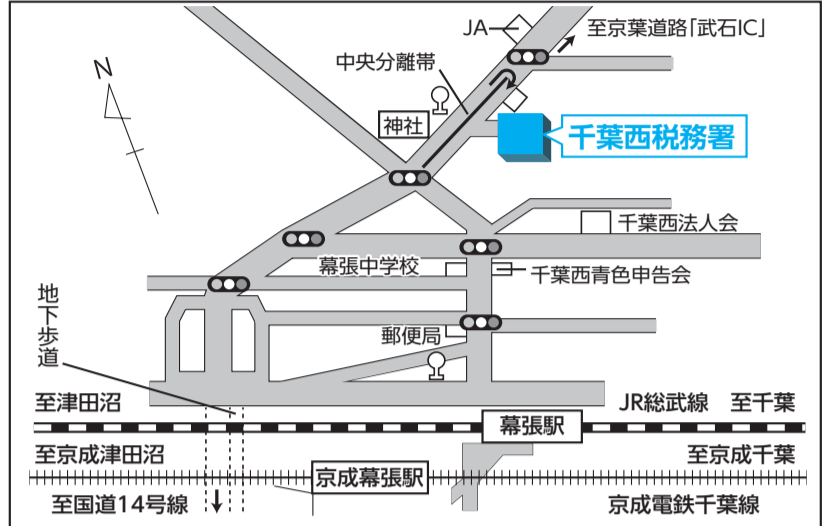 JA
至京葉道路「武石IC」
中央分離帯
N
神社
千葉西税務署
千葉西法人会
幕張中学校
千葉西青色申告会
地下歩道
郵便局
至津田沼
JR総武線 至千葉
幕張駅
至京成津田沼
至京成千葉
京成幕張駅
至国道14号線
京成電鉄千葉線